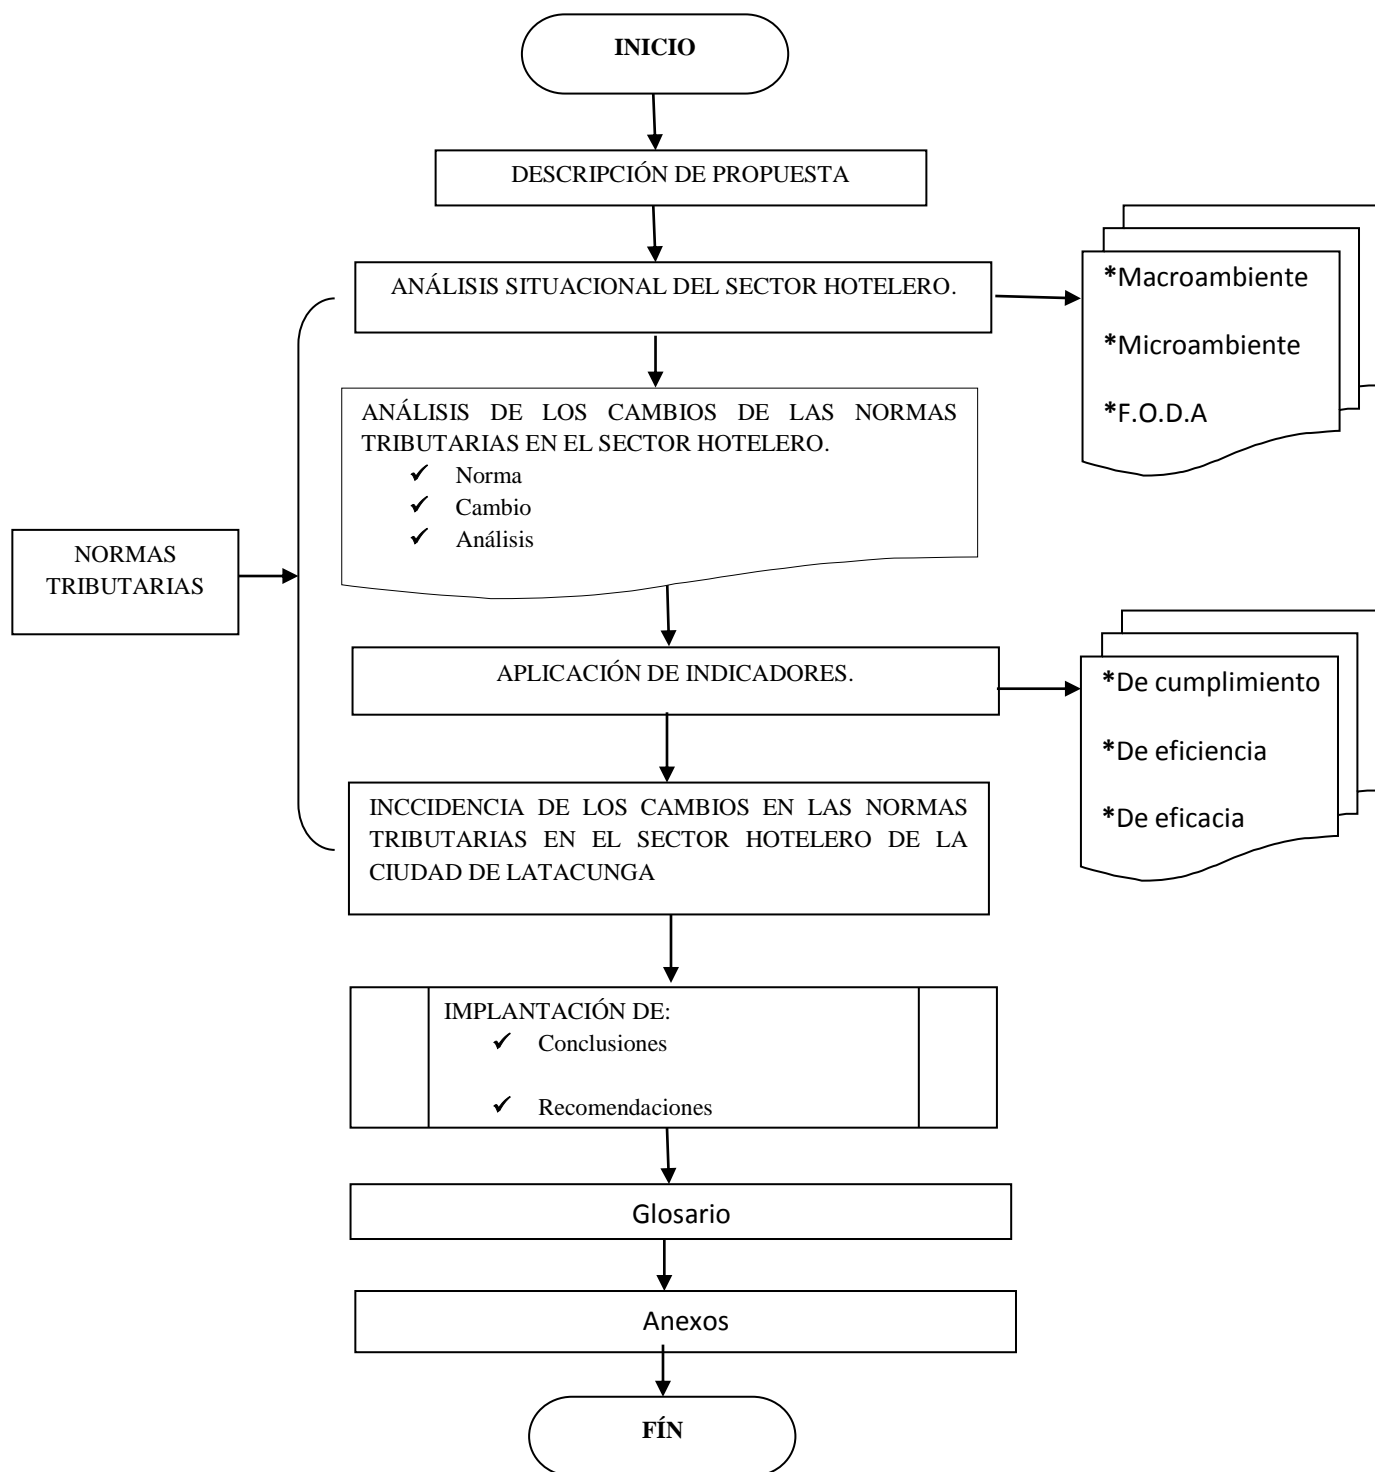 INICIO
DESCRIPCIÓN DE PROPUESTA
ANÁLISIS SITUACIONAL DEL SECTOR HOTELERO.
*Macroambiente
*Microambiente
*F.O.D.A
ANÁLISIS DE LOS CAMBIOS DE LAS NORMAS
TRIBUTARIAS EN EL SECTOR HOTELERO.
✓ Norma
✓ Cambio
✓ Análisis
NORMAS
TRIBUTARIAS
APLICACIÓN DE INDICADORES.
*De cumplimiento
*De eficiencia
*De eficacia
INCCIDENCIA DE LOS CAMBIOS EN LAS NORMAS
TRIBUTARIAS EN EL SECTOR HOTELERO DE LA
CIUDAD DE LATACUNGA
IMPLANTACIÓN DE:
✓ Conclusiones
✓ Recomendaciones
Glosario
Anexos
FÍN